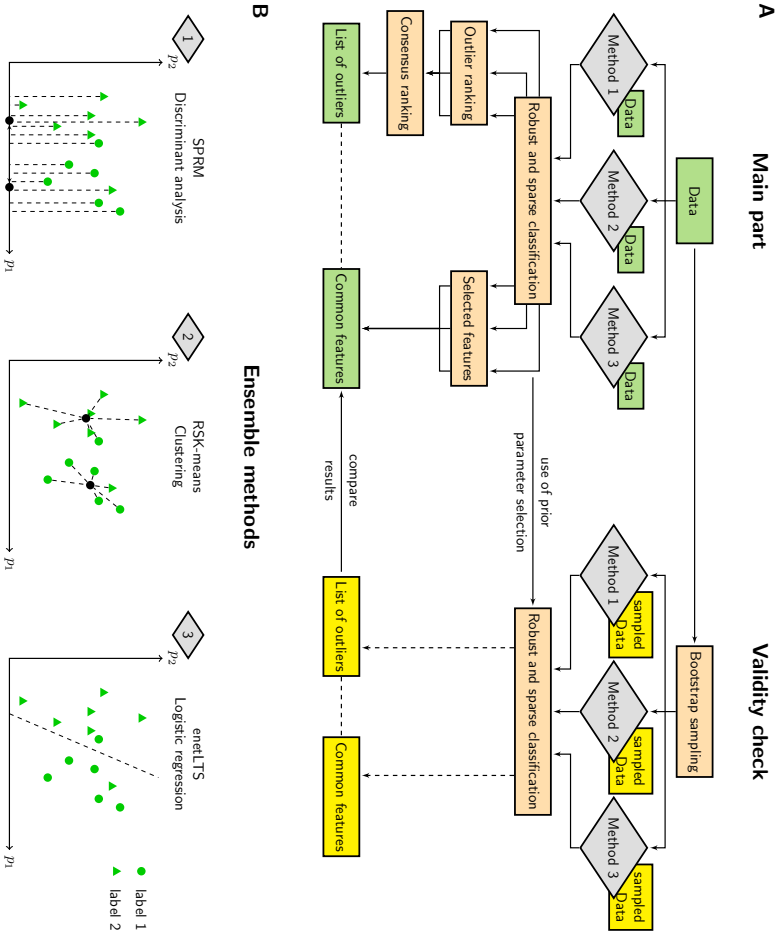 A
Main part
Validity check
Data
Bootstrap sampling
Method 1
Data
Method 2
Data
Method 3
Data
Method 1
sampled
Data
Method 2
sampled
Data
Method 3
sampled
Data
Robust and sparse classification
use of prior
parameter selection
Robust and sparse classification
Outlier ranking
Selected features
Consensus ranking
List of outliers
Common features
compare
results
List of outliers
Common features
B
Ensemble methods
1
SPRM
Discriminant analysis
p2
p1
2
RSK-means
Clustering
p2
p1
3
enetLTS
Logistic regression
p2
p1
label 1
label 2